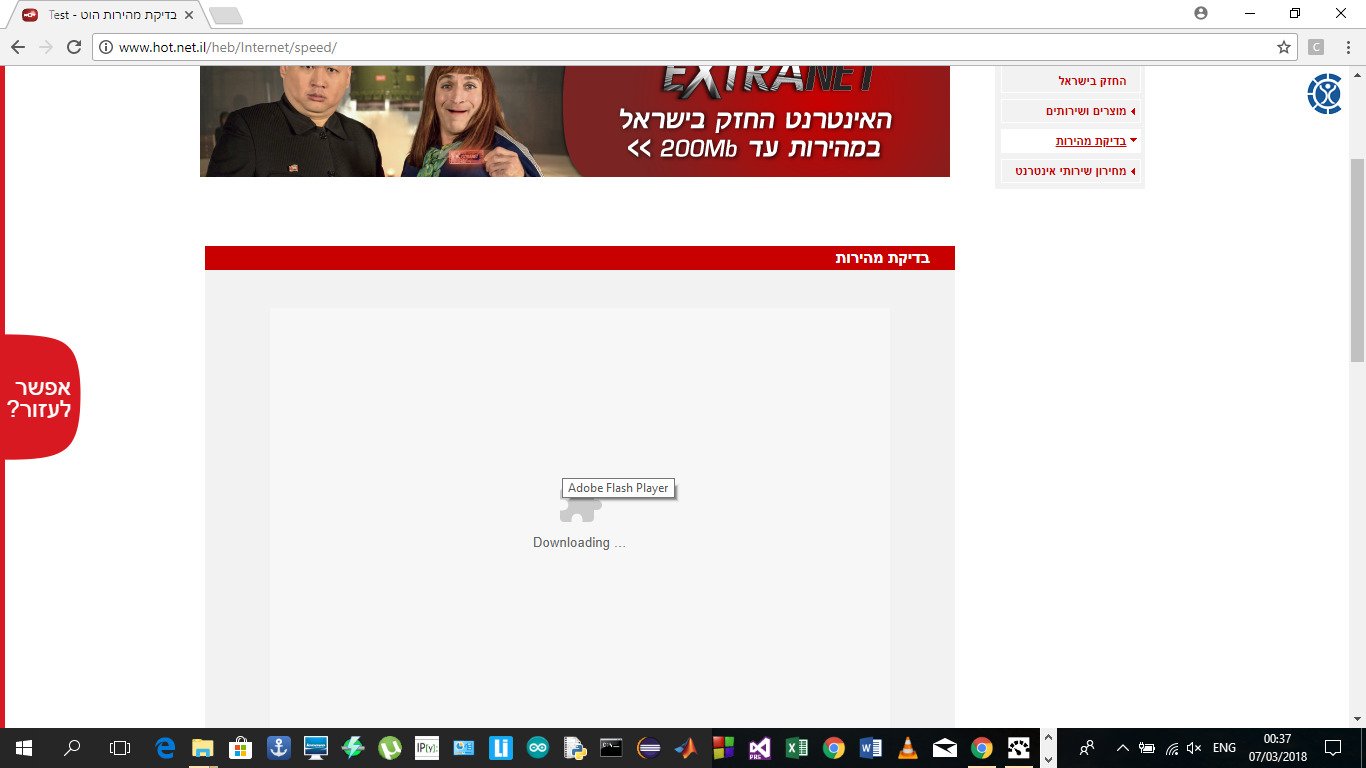 Test - בדיקת מהירות הוט
www.hot.net.il/heb/Internet/speed/
C
EXTRANET
האינטרנט החזק בישראל
במהירות עד 200Mb >>
החזק בישראל
מוצרים ושירותים
בדיקת מהירות
מחירון שירותי אינטרנט
בדיקת מהירות
אפשר
לעזור?
Adobe Flash Player
Downloading ...
IP[y]:
Li
ENG
00:37
07/03/2018